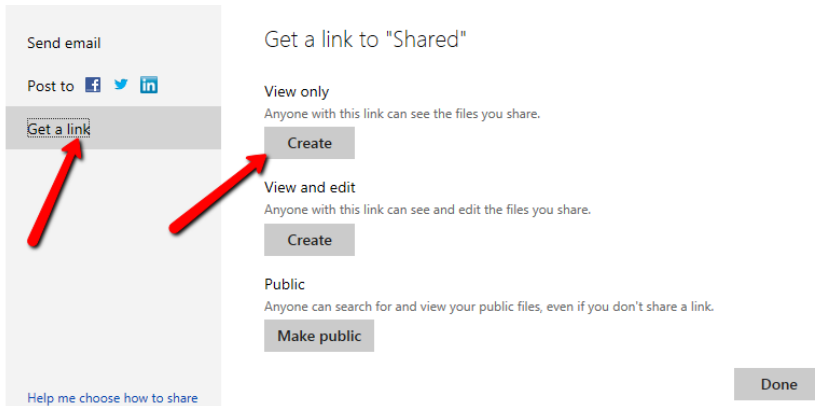 Send email
Post to
Get a link
Help me choose how to share
Get a link to "Shared"
View only
Anyone with this link can see the files you share.
Create
View and edit
Anyone with this link can see and edit the files you share.
Create
Public
Anyone can search for and view your public files, even if you don't share a link.
Make public
Done